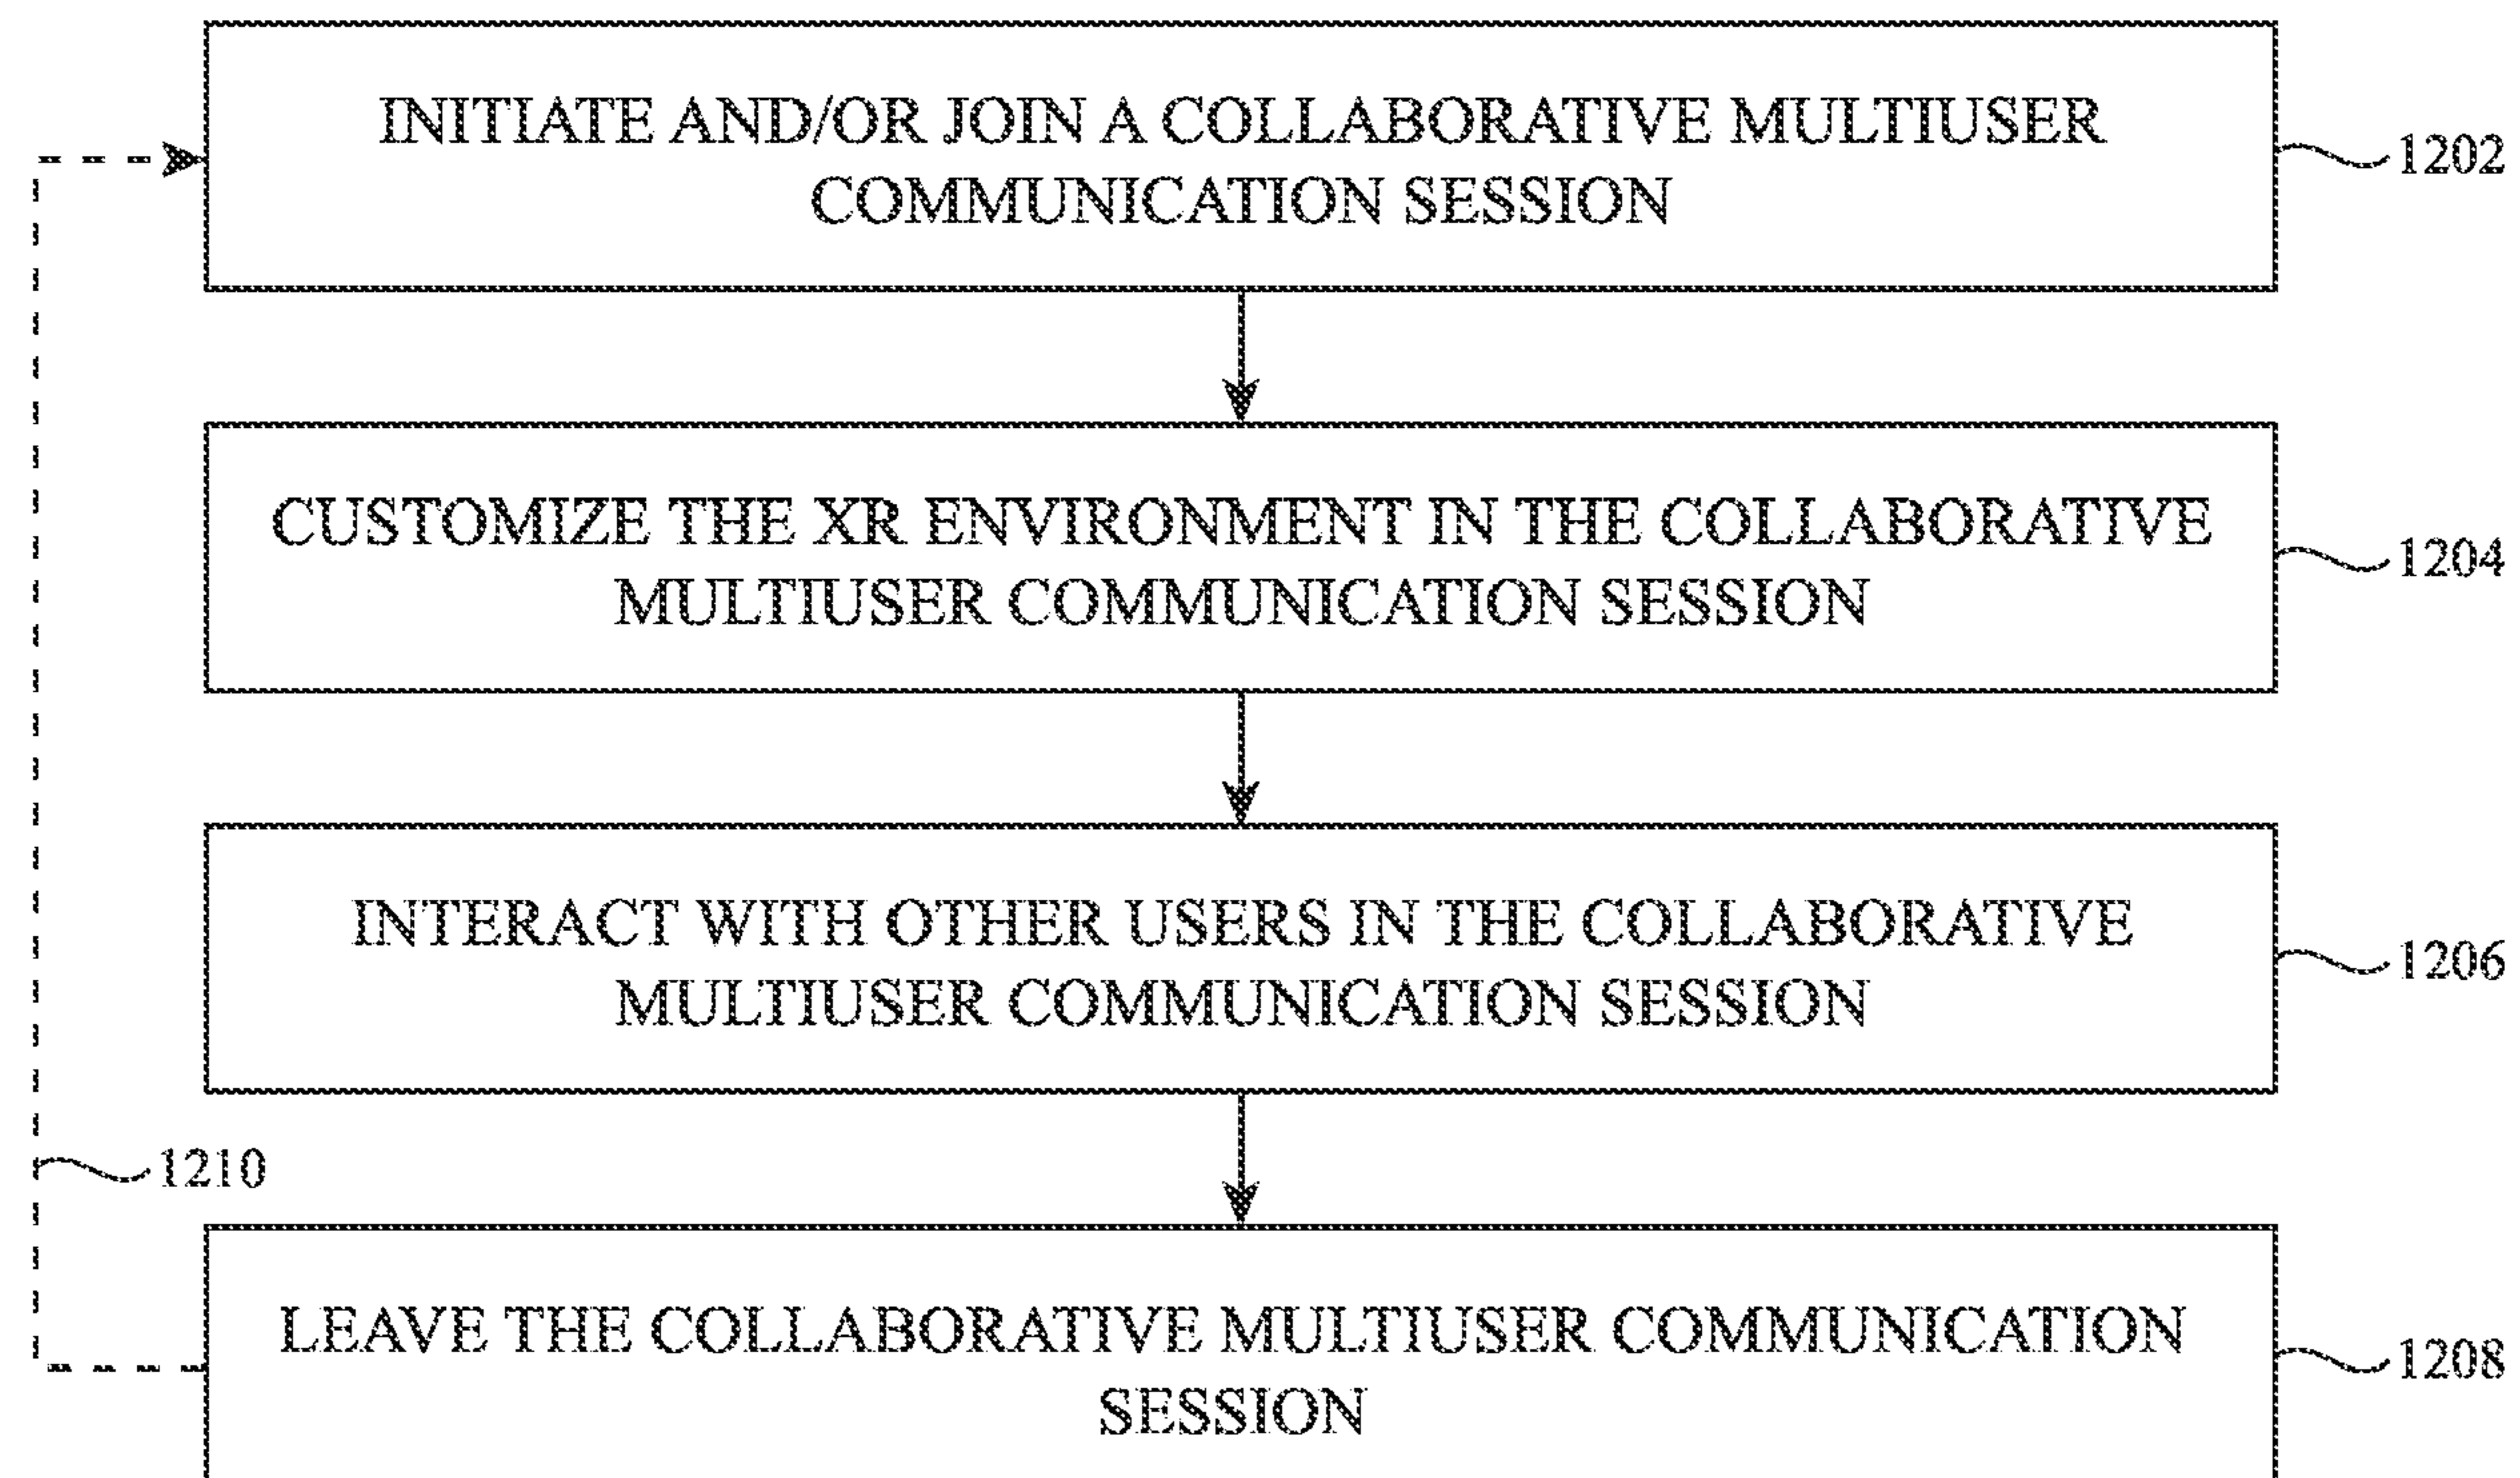 INITIATE AND/OR JOIN A COLLABORATIVE MULTIUSER
COMMUNICATION SESSION
1202
CUSTOMIZE THE XR ENVIRONMENT IN THE COLLABORATIVE
MULTIUSER COMMUNICATION SESSION
1204
INTERACT WITH OTHER USERS IN THE COLLABORATIVE
MULTIUSER COMMUNICATION SESSION
1206
1210
LEAVE THE COLLABORATIVE MULTIUSER COMMUNICATION
SESSION
1208